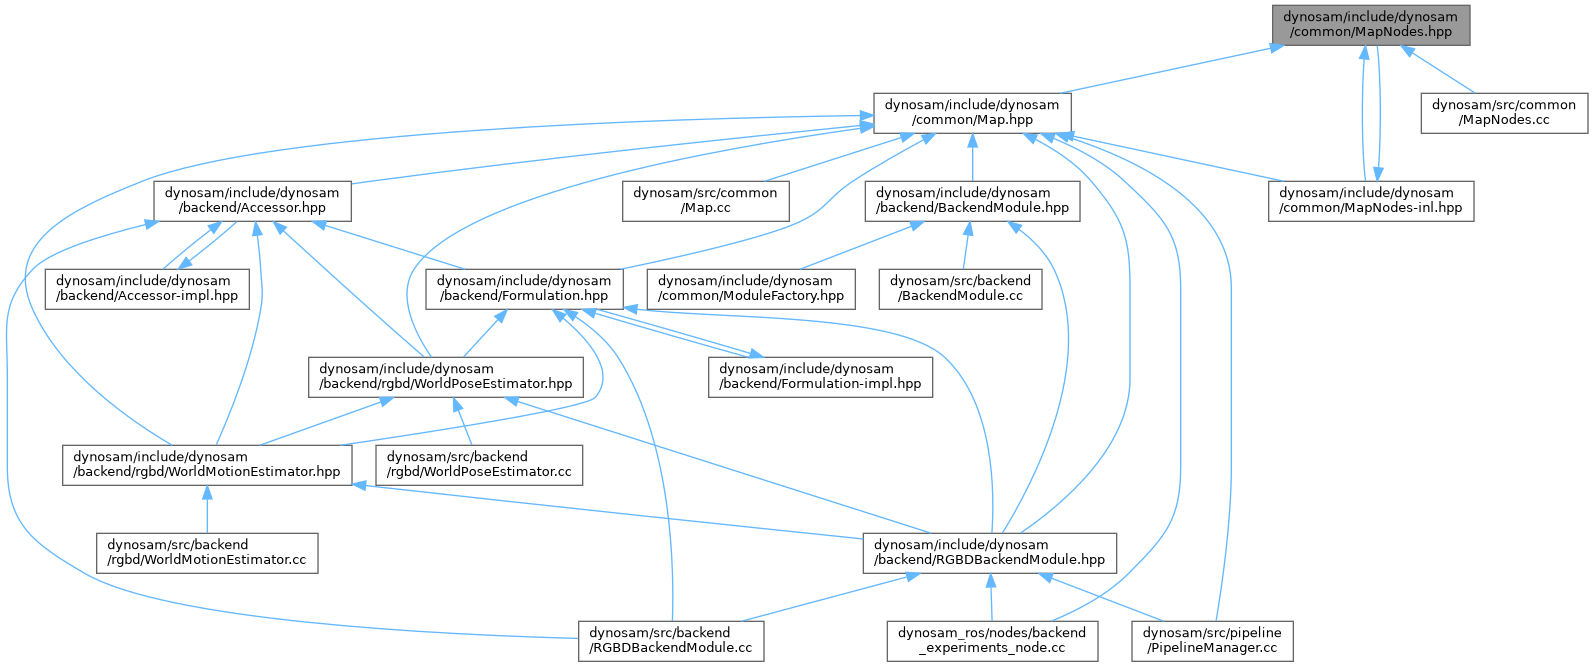 dynosam/include/dynosam
/common/MapNodes.hpp
dynosam/include/dynosam
/common/Map.hpp
dynosam/src/common
/MapNodes.cc
dynosam/include/dynosam
/backend/Accessor.hpp
dynosam/src/common
/Map.cc
dynosam/include/dynosam
/backend/BackendModule.hpp
dynosam/include/dynosam
/common/MapNodes-inl.hpp
dynosam/include/dynosam
/backend/Accessor-impl.hpp
dynosam/include/dynosam
/backend/Formulation.hpp
dynosam/include/dynosam
/common/ModuleFactory.hpp
dynosam/src/backend
/BackendModule.cc
dynosam/include/dynosam
/backend/rgbd/WorldPoseEstimator.hpp
dynosam/include/dynosam
/backend/Formulation-impl.hpp
dynosam/include/dynosam
/backend/rgbd/WorldMotionEstimator.hpp
dynosam/src/backend
/rgbd/WorldPoseEstimator.cc
dynosam/src/backend
/rgbd/WorldMotionEstimator.cc
dynosam/include/dynosam
/backend/RGBDBackendModule.hpp
dynosam/src/backend
/RGBDBackendModule.cc
dynosam_ros/nodes/backend
_experiments_node.cc
dynosam/src/pipeline
/PipelineManager.cc